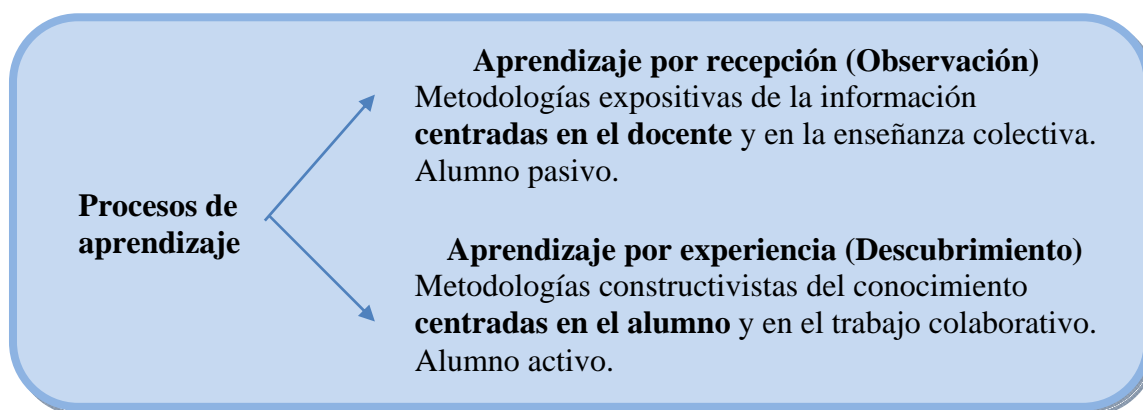 Procesos de
aprendizaje
Aprendizaje por recepción (Observación)
Metodologías expositivas de la información
centradas en el docente y en la enseñanza colectiva.
Alumno pasivo.
Aprendizaje por experiencia (Descubrimiento)
Metodologías constructivistas del conocimiento
centradas en el alumno y en el trabajo colaborativo.
Alumno activo.